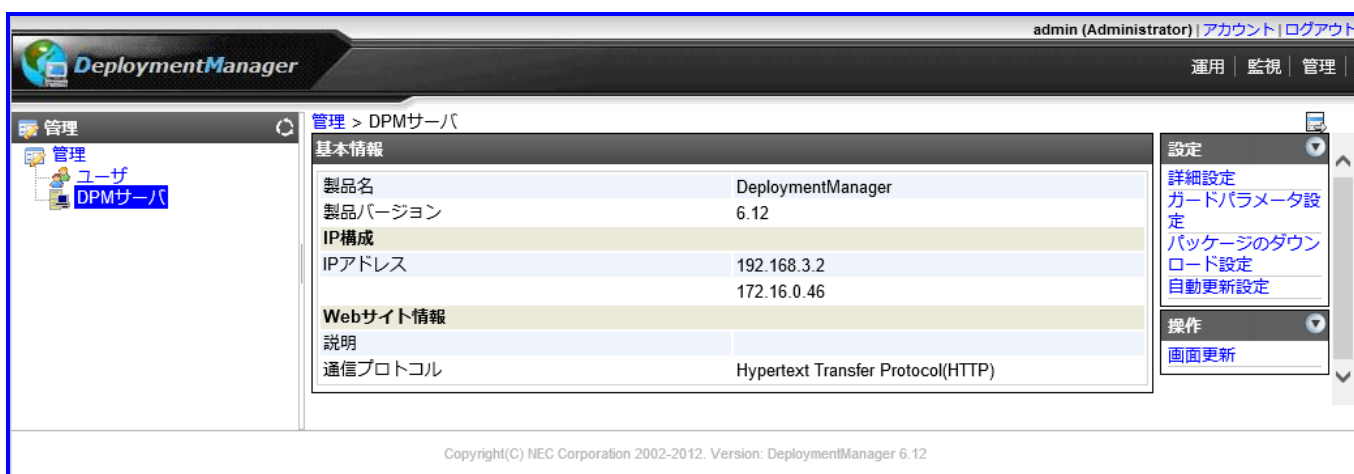 admin (Administrator) | アカウント | ログアウト
DeploymentManager
運用 | 監視 | 管理 |
管理
管理
ユーザ
DPMサーバ
管理 > DPMサーバ
基本情報
製品名 DeploymentManager
製品バージョン 6.12
IP構成
IPアドレス 192.168.3.2
172.16.0.46
Webサイト情報
説明
通信プロトコル Hypertext Transfer Protocol(HTTP)
設定
詳細設定
ガードパラメータ設
定
パッケージのダウン
ロード設定
自動更新設定
操作
画面更新
Copyright(C) NEC Corporation 2002-2012. Version: DeploymentManager 6.12